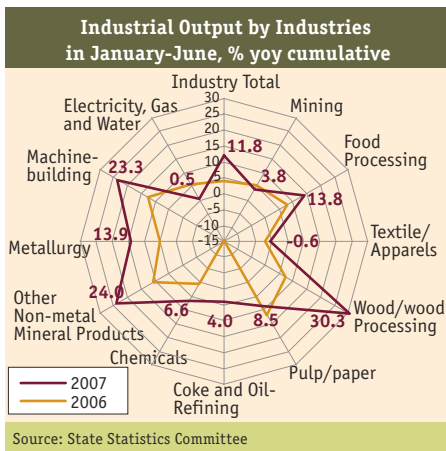 Industrial Output by Industries
in January-June, % yoy cumulative
Industry Total
Mining
Food
Processing
Textile/
Apparels
Wood/wood
Processing
Pulp/paper
Coke and Oil-
Refining
Chemicals
Other
Non-metal
Mineral Products
Metallurgy
Machine-
building
Electricity, Gas
and Water
30
25
20
15
10
5
0
-5
-10
-15
11.8
3.8
13.8
-0.6
30.3
8.5
4.0
6.6
24.0
13.9
23.3
0.5
2007
2006
Source: State Statistics Committee